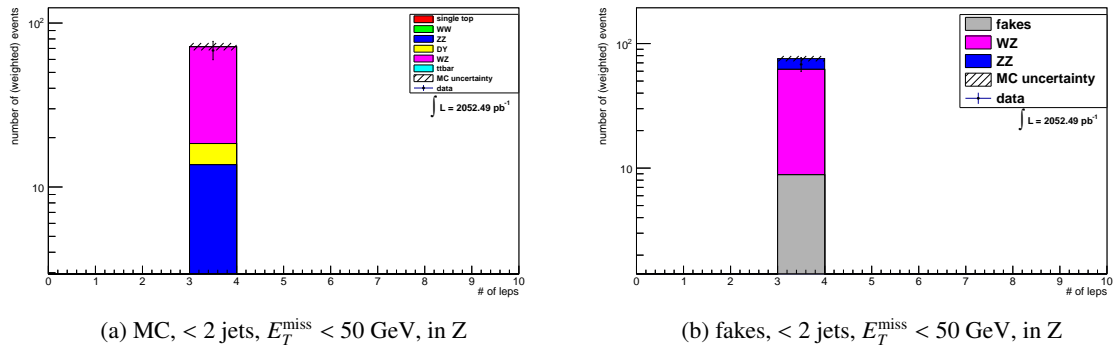 number of (weighted) events
10²
10
0 1 2 3 4 5 6 7 8 9 10
# of leps
single top
WW
ZZ
DY
WZ
ttbar
MC uncertainty
data
∫ L = 2052.49 pb⁻¹
(a) MC, < 2 jets, E_T^miss < 50 GeV, in Z
number of (weighted) events
10²
10
0 1 2 3 4 5 6 7 8 9 10
# of leps
fakes
WZ
ZZ
MC uncertainty
data
∫ L = 2052.49 pb⁻¹
(b) fakes, < 2 jets, E_T^miss < 50 GeV, in Z